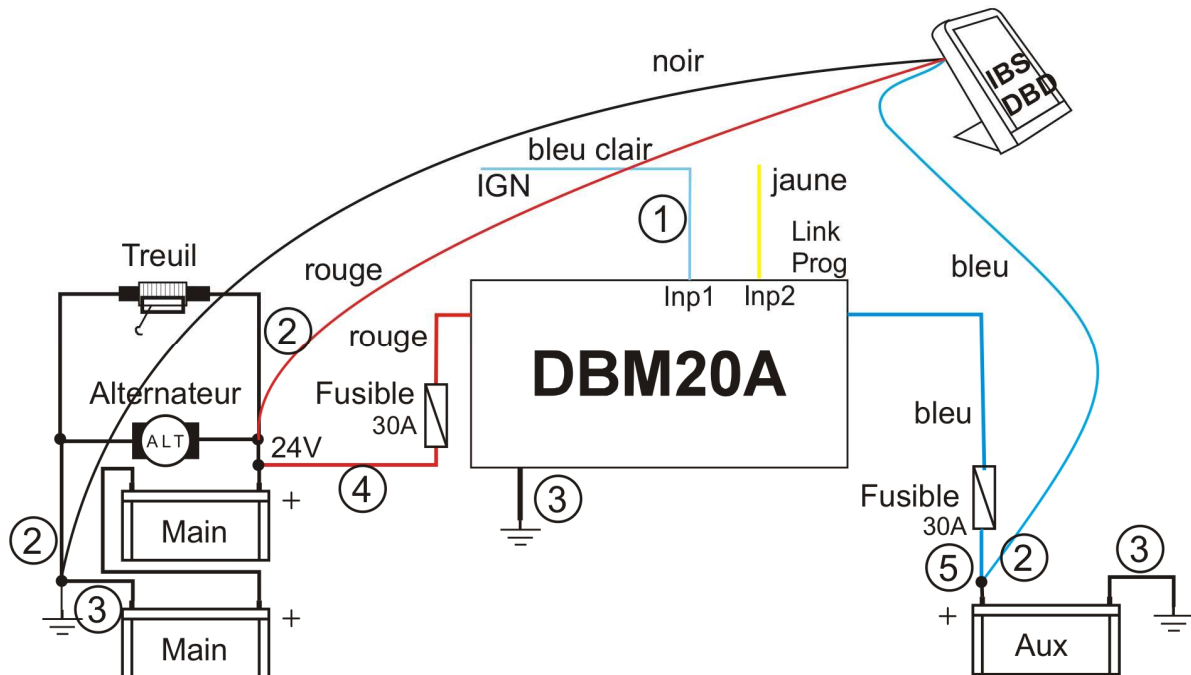 noir
IBS
DBD
bleu clair
IGN
jaune
1
Link
Prog
Treuil
rouge
bleu
Inp1
Inp2
2
rouge
DBM20A
Alternateur
Fusible
30A
ALT
24V
bleu
4
3
+
Main
Fusible
30A
2
5
2
3
3
+
+
Main
Aux